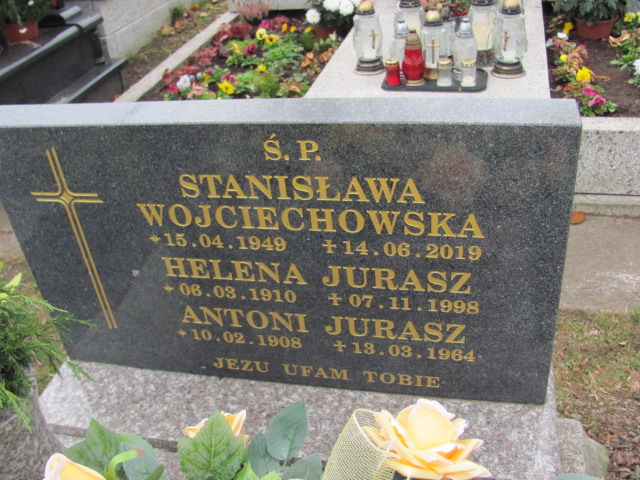 Ś. P.
STANISŁAWA
WOJCIECHOWSKA
*15.04.1949 +14.06.2019
HELENA JURASZ
*06.03.1910 +07.11.1998
ANTONI JURASZ
*10.02.1908 +13.03.1964
JEZU UFAM TOBIE